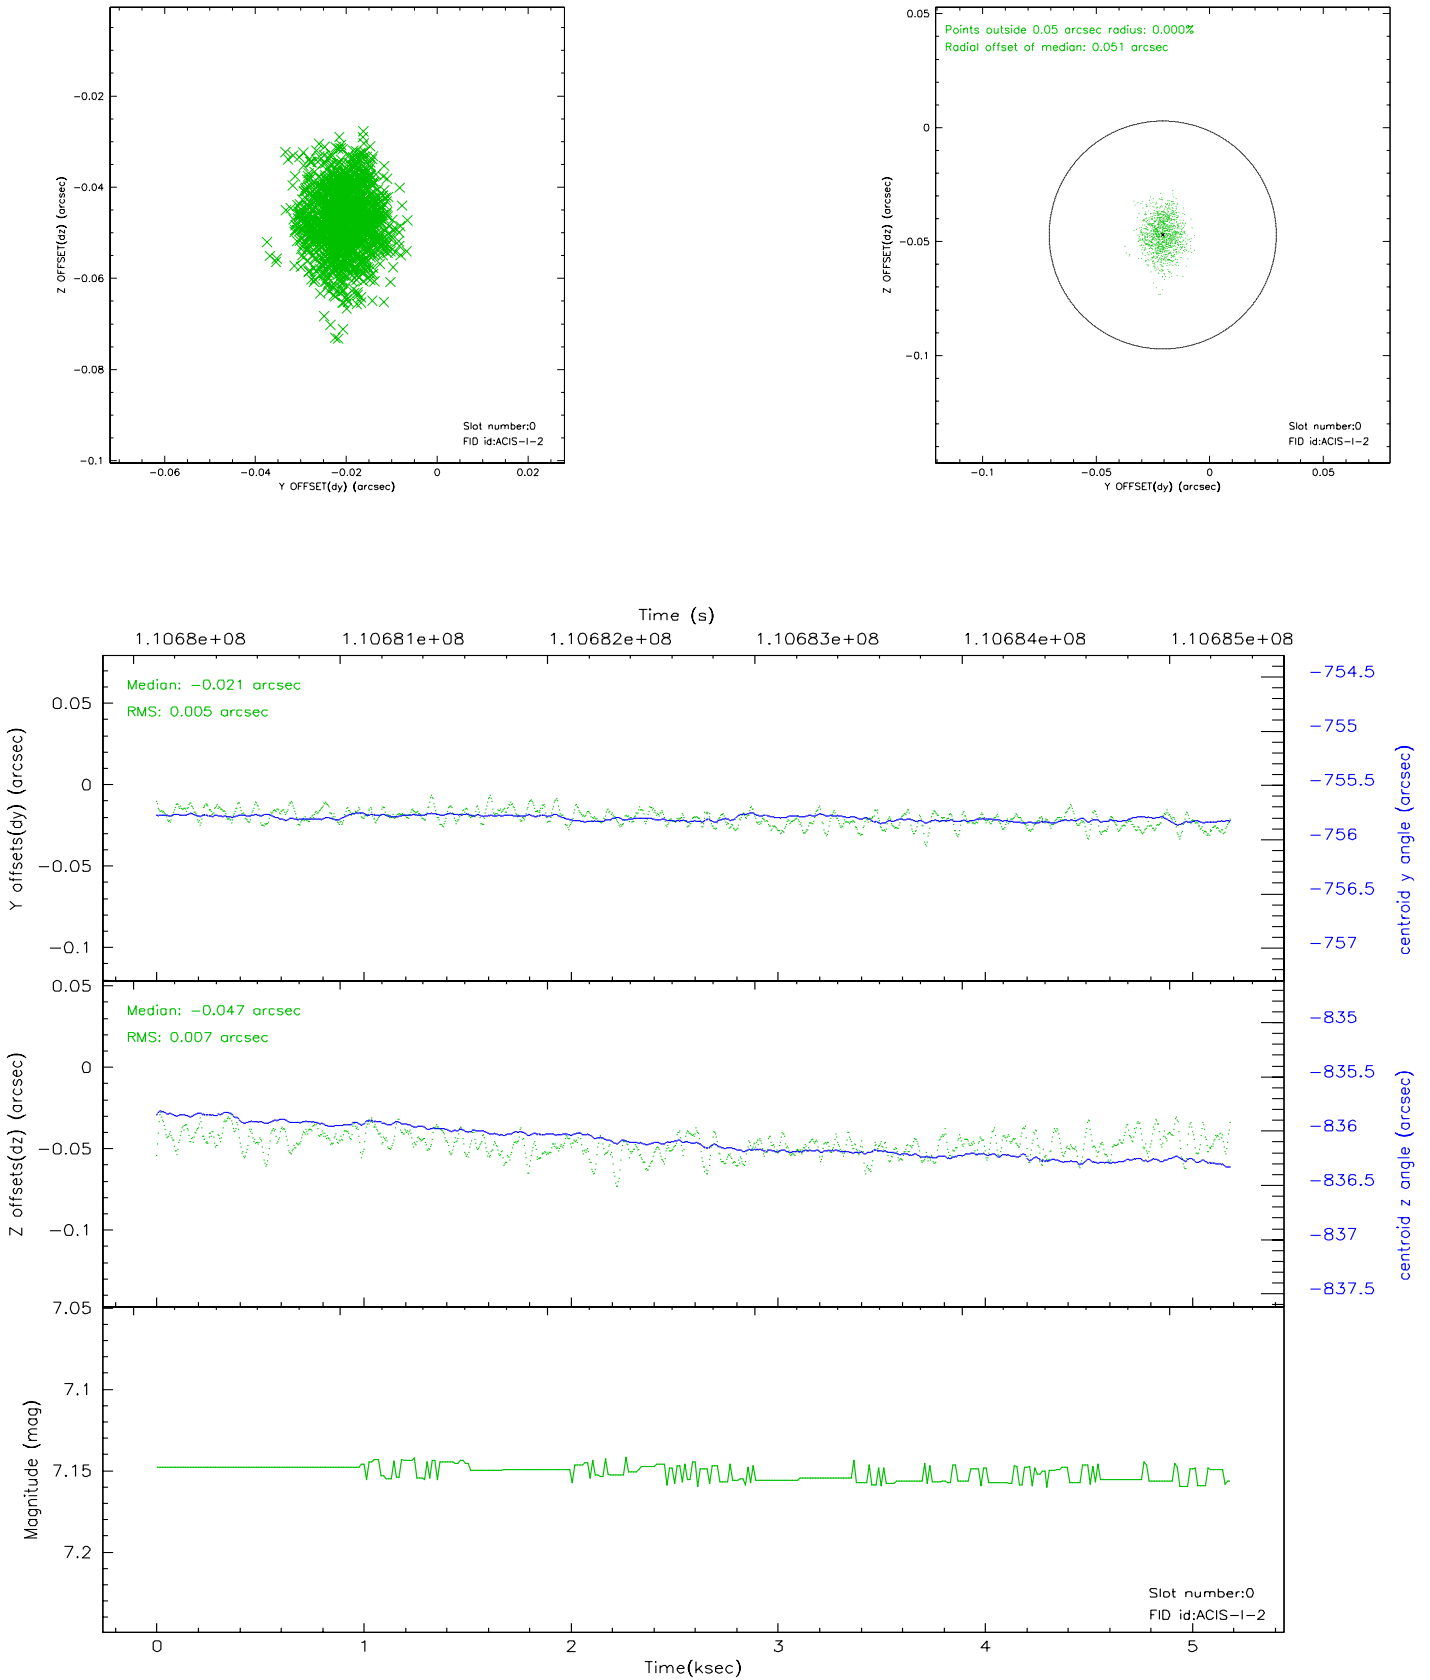 −0.02
−0.04
−0.06
−0.08
−0.1
Z OFFSET(dz) (arcsec)
Slot number:0
FID id:ACIS−I−2
−0.06
−0.04
−0.02
0
0.02
Y OFFSET(dy) (arcsec)
0.05
0
−0.05
−0.1
Z OFFSET(dz) (arcsec)
Points outside 0.05 arcsec radius: 0.000%
Radial offset of median: 0.051 arcsec
Slot number:0
FID id:ACIS−I−2
−0.1
−0.05
0
0.05
Y OFFSET(dy) (arcsec)
Time (s)
1.1068e+08
1.10681e+08
1.10682e+08
1.10683e+08
1.10684e+08
1.10685e+08
Median: −0.021 arcsec
RMS: 0.005 arcsec
0.05
0
−0.05
−0.1
Y offsets(dy) (arcsec)
−754.5
−755
−755.5
−756
−756.5
−757
centroid y angle (arcsec)
Median: −0.047 arcsec
RMS: 0.007 arcsec
0.05
0
−0.05
−0.1
Z offsets(dz) (arcsec)
−835
−835.5
−836
−836.5
−837
−837.5
centroid z angle (arcsec)
7.05
7.1
7.15
7.2
Magnitude (mag)
Slot number:0
FID id:ACIS−I−2
0
1
2
3
4
5
Time(ksec)